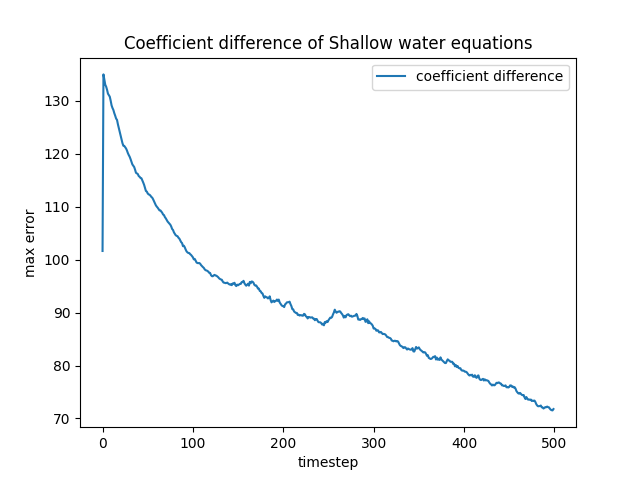 Coefficient difference of Shallow water equations
coefficient difference
max error
130
120
110
100
90
80
70
0 100 200 300 400 500
timestep